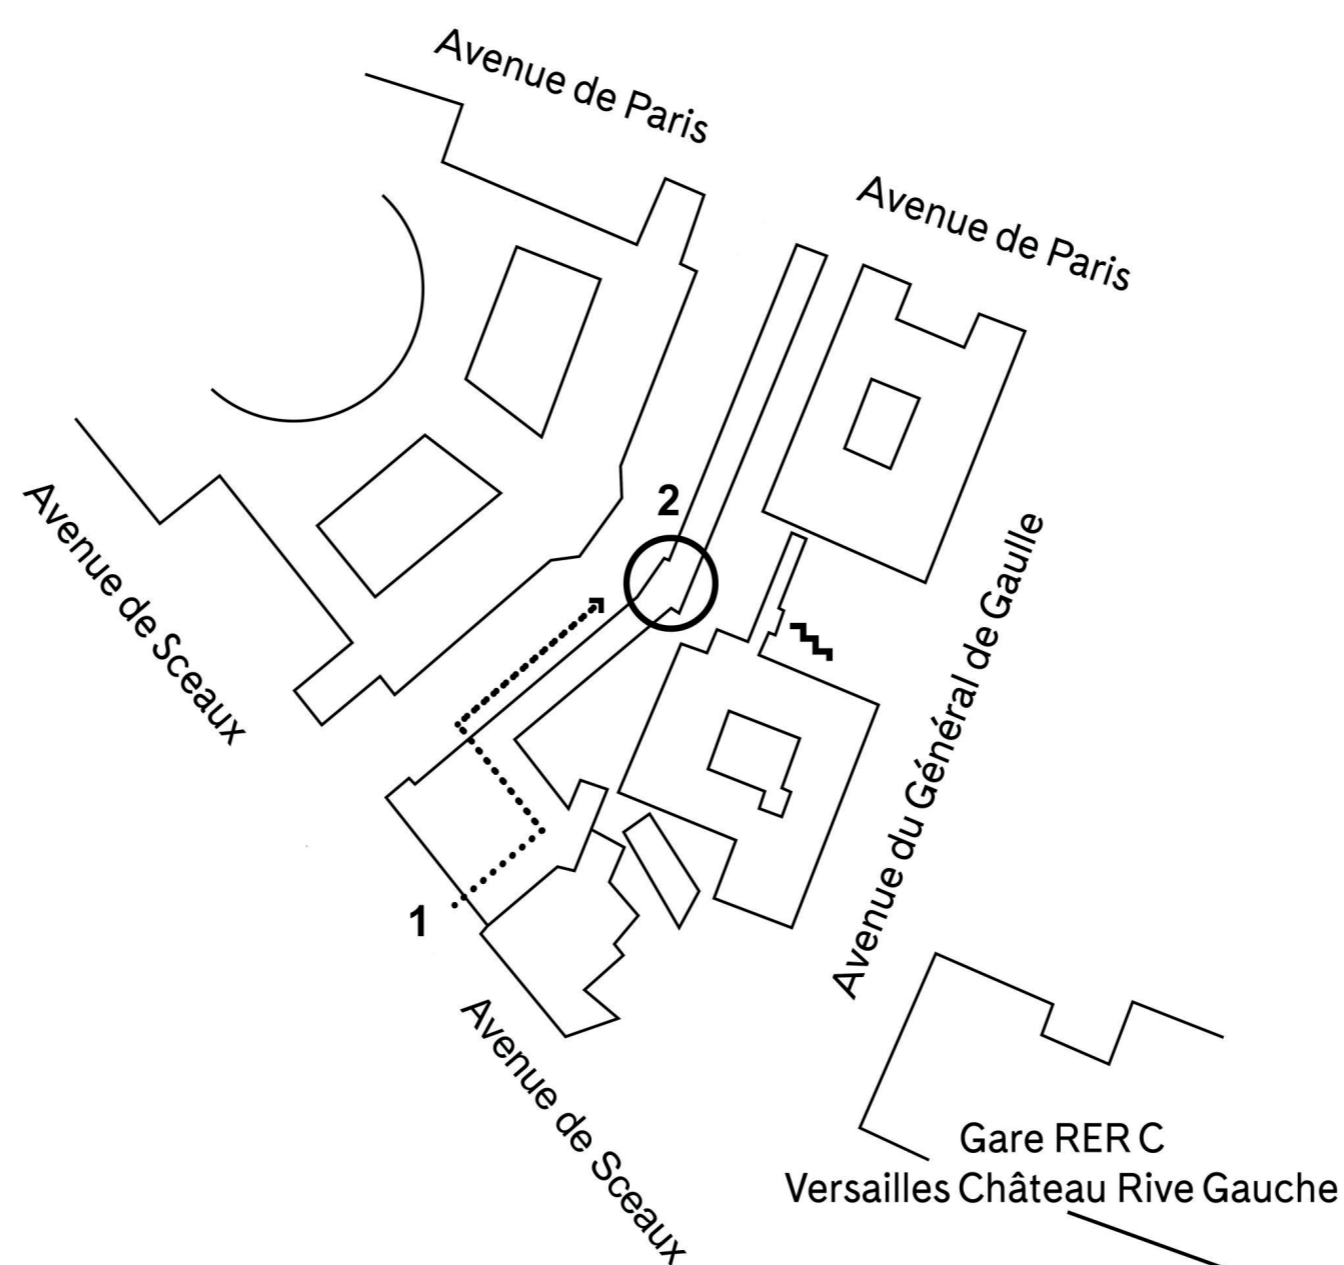 Avenue de Paris
Avenue de Paris
2
Avenue de Sceaux
Avenue du Général de Gaulle
1
Avenue de Sceaux
Gare RER C
Versailles Château Rive Gauche